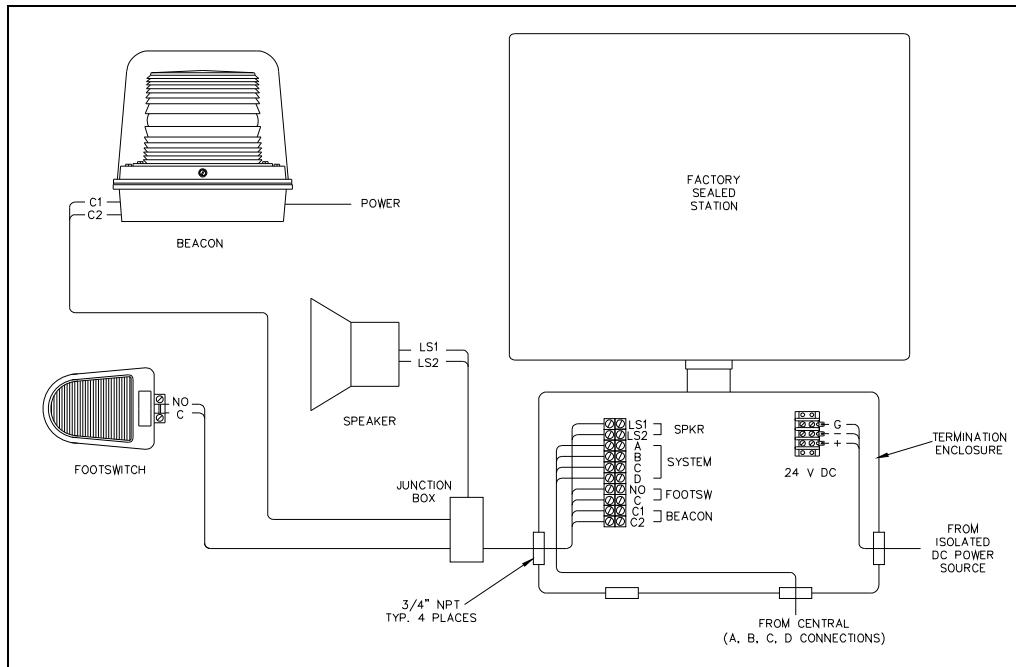 FACTORY
SEALED
STATION
C1
C2
POWER
BEACON
LS1
LS2
SPEAKER
NO
C
FOOTSWITCH
JUNCTION
BOX
LS1
LS2
SPKR
A
B
C
D
SYSTEM
NO
C
FOOTSW
C1
C2
BEACON
G
-
+
24 V DC
TERMINATION
ENCLOSURE
FROM
ISOLATED
DC POWER
SOURCE
3/4" NPT
TYP. 4 PLACES
FROM CENTRAL
(A, B, C, D CONNECTIONS)